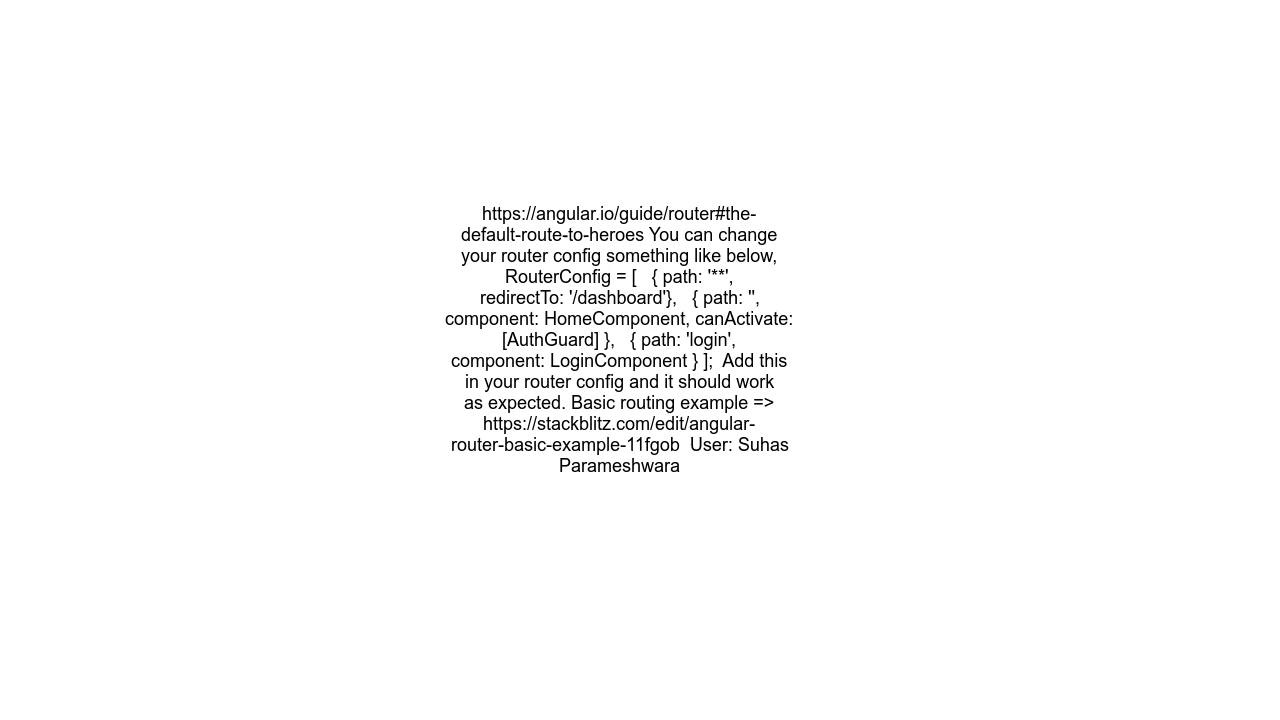 https://angular.io/guide/router#the-
default-route-to-heroes You can change
your router config something like below,
RouterConfig = [   { path: '**',
redirectTo: '/dashboard'},   { path: '',
component: HomeComponent, canActivate:
[AuthGuard] },   { path: 'login',
component: LoginComponent } ];  Add this
in your router config and it should work
as expected. Basic routing example =>
https://stackblitz.com/edit/angular-
router-basic-example-11fgob  User: Suhas
Parameshwara